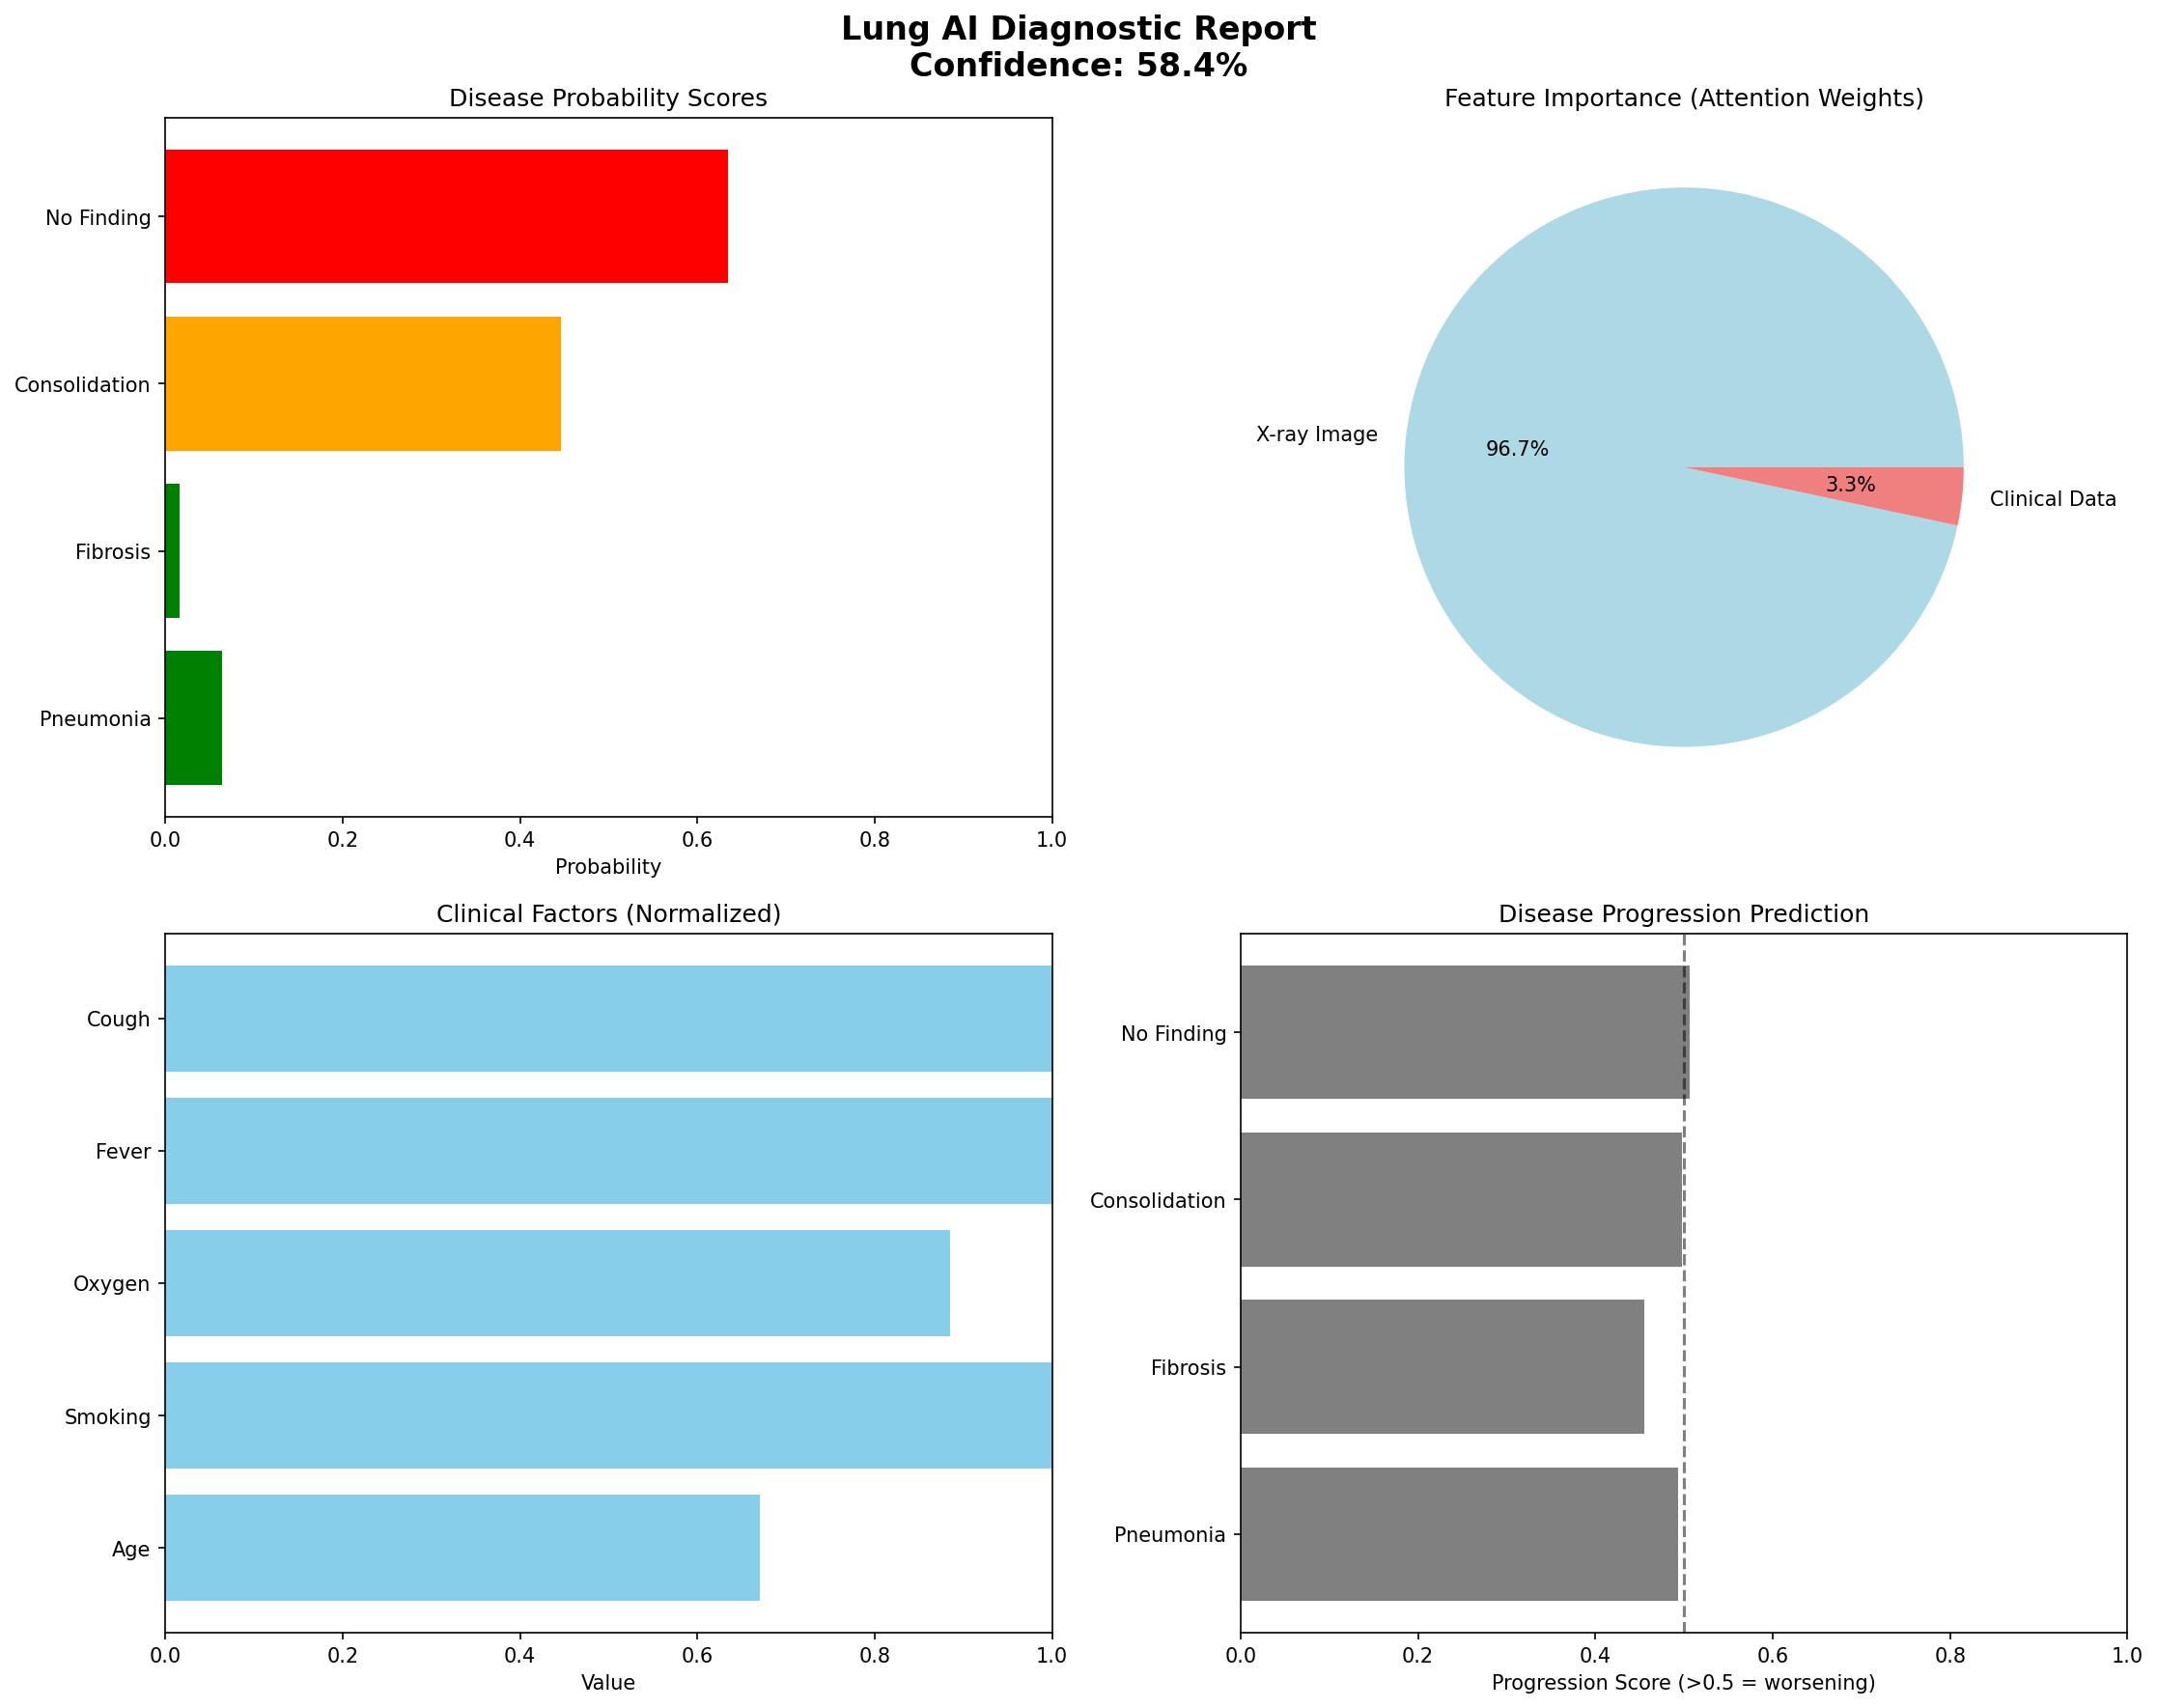 Lung AI Diagnostic Report
Confidence: 58.4%
Disease Probability Scores
No Finding
Consolidation
Fibrosis
Pneumonia
0.0 0.2 0.4 0.6 0.8 1.0
Probability
Feature Importance (Attention Weights)
X-ray Image
96.7%
3.3%
Clinical Data
Clinical Factors (Normalized)
Cough
Fever
Oxygen
Smoking
Age
0.0 0.2 0.4 0.6 0.8 1.0
Value
Disease Progression Prediction
No Finding
Consolidation
Fibrosis
Pneumonia
0.0 0.2 0.4 0.6 0.8 1.0
Progression Score (>0.5 = worsening)